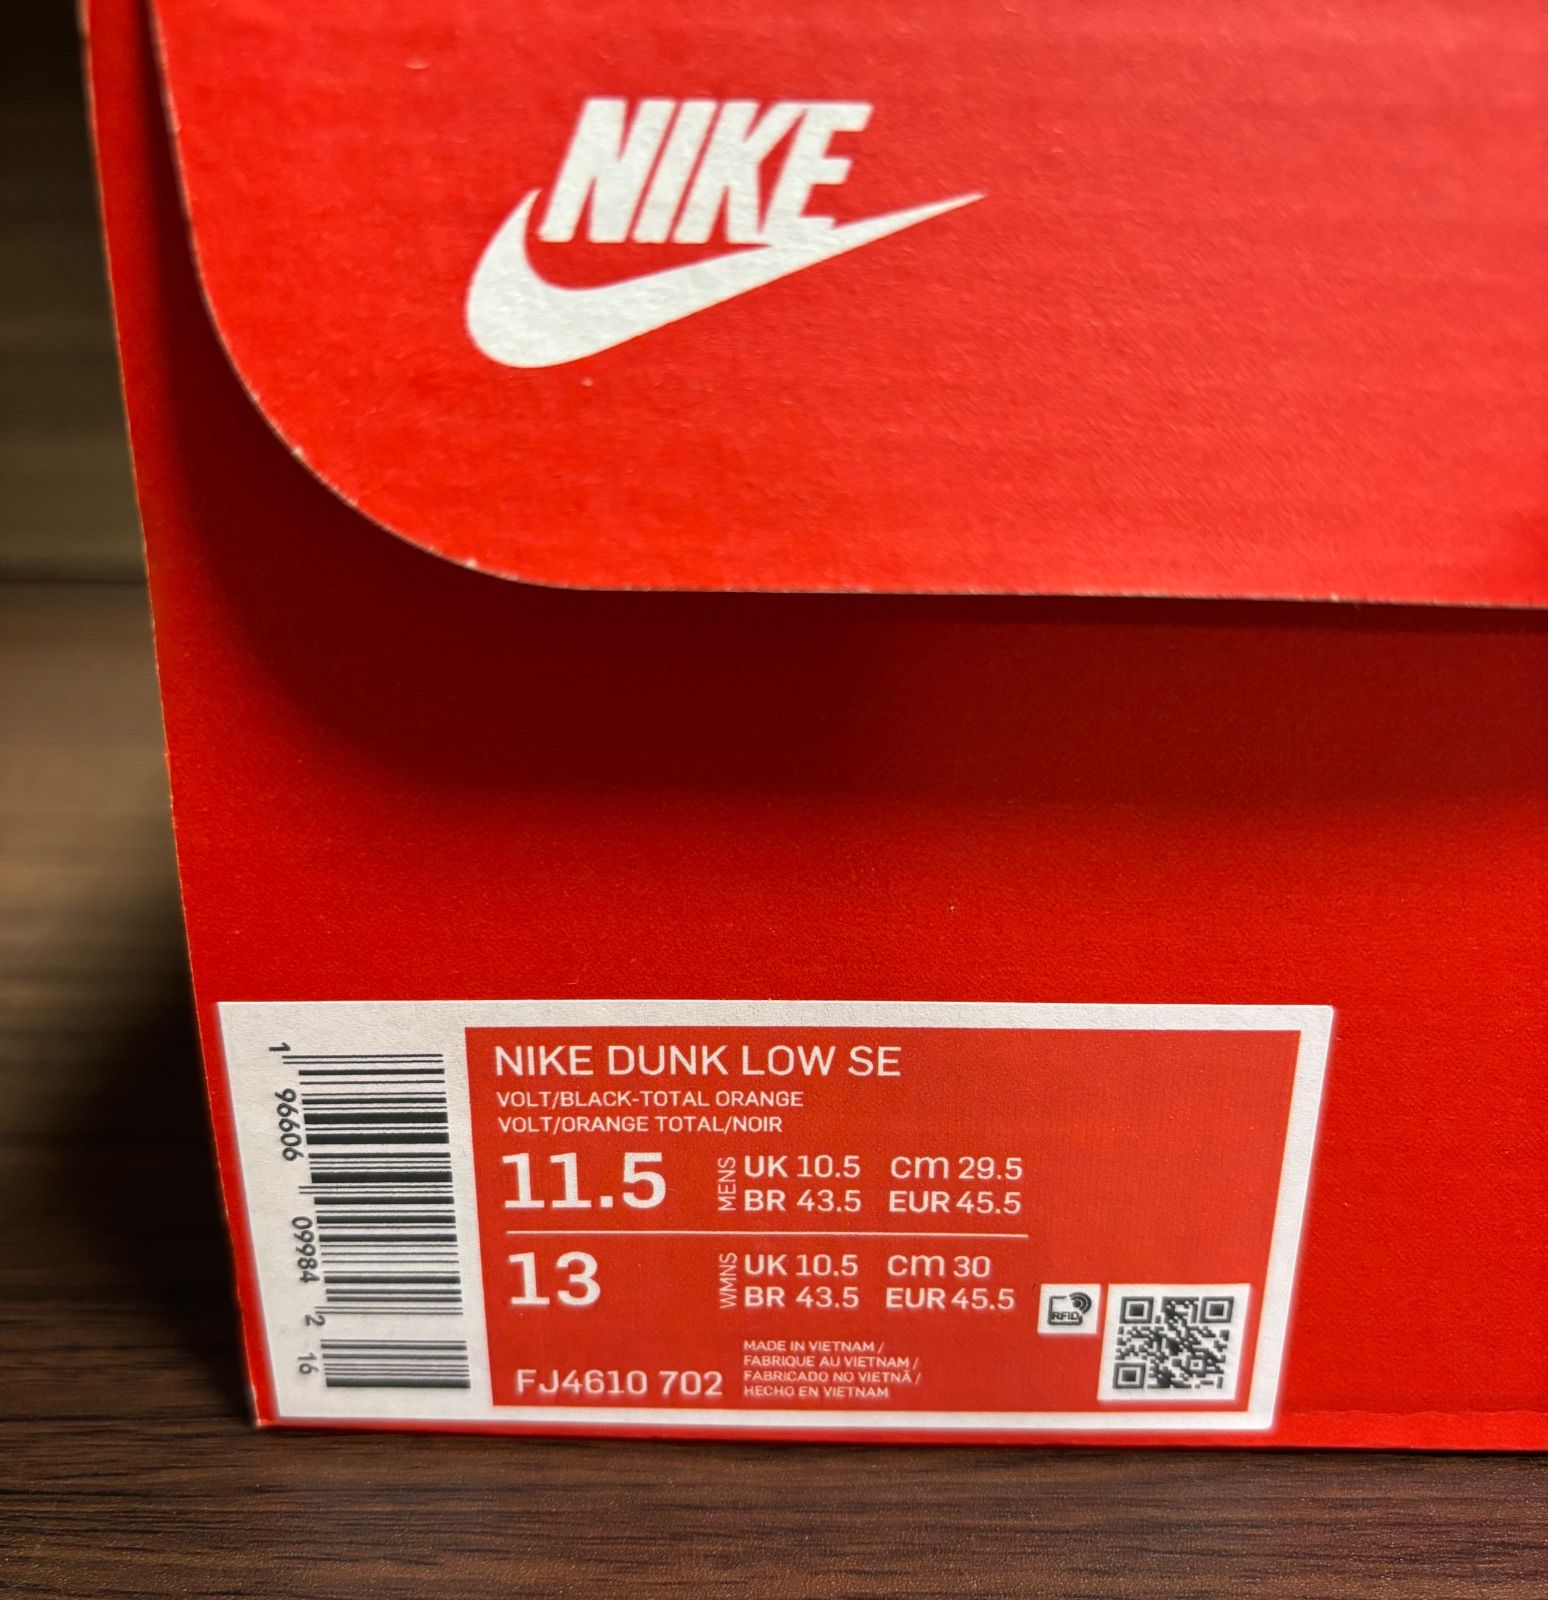 NIKE
1 96606 09984 2 16
NIKE DUNK LOW SE
VOLT/BLACK-TOTAL ORANGE
VOLT/ORANGE TOTAL/NOIR
11.5 MENS UK 10.5 cm 29.5
BR 43.5 EUR 45.5
13 WMNS UK 10.5 cm 30
BR 43.5 EUR 45.5
RFID
FJ4610 702
MADE IN VIETNAM /
FABRIQUE AU VIETNAM /
FABRICADO NO VIETNÃ /
HECHO EN VIETNAM